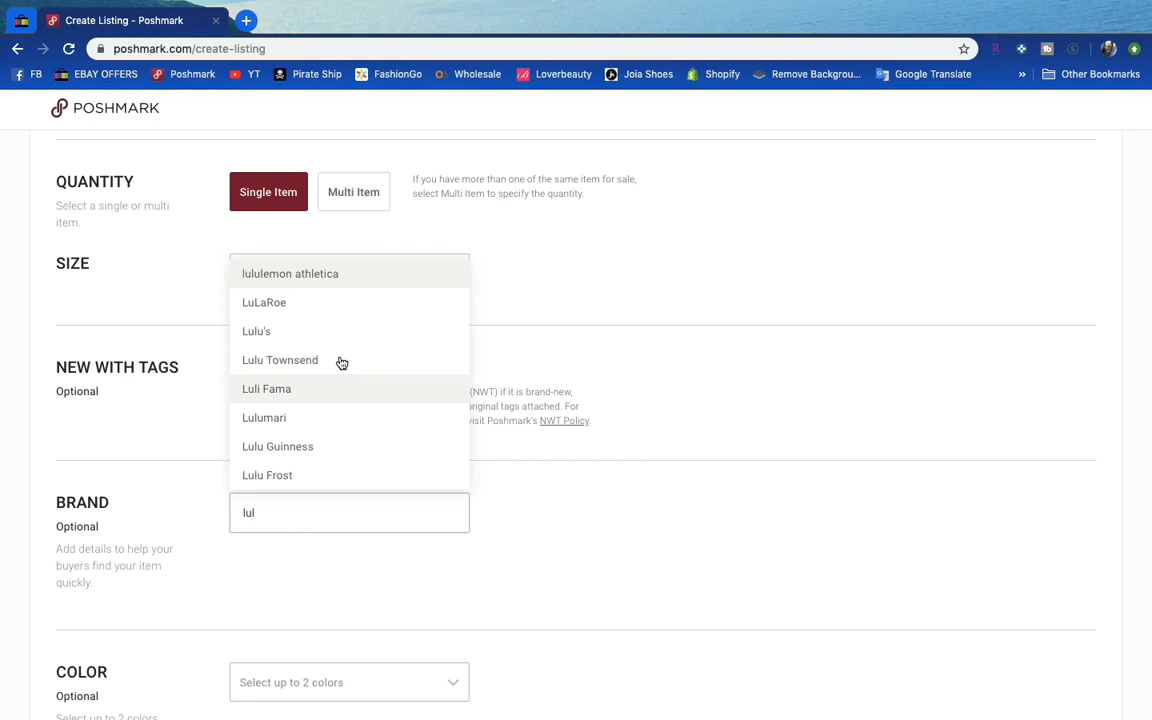 Create Listing - Poshmark
poshmark.com/create-listing
FB
EBAY OFFERS
Poshmark
YT
Pirate Ship
FashionGo
Wholesale
Loverbeauty
Joia Shoes
Shopify
Remove Backgrou...
Google Translate
»
Other Bookmarks
POSHMARK
QUANTITY
Select a single or multi
item.
Single Item
Multi Item
If you have more than one of the same item for sale,
select Multi Item to specify the quantity.
SIZE
lululemon athletica
LuLaRoe
Lulu's
Lulu Townsend
Luli Fama
Lulumari
Lulu Guinness
Lulu Frost
NEW WITH TAGS
Optional
(NWT) if it is brand-new,
original tags attached. For
visit Poshmark's NWT Policy.
BRAND
Optional
Add details to help your
buyers find your item
quickly.
lul
COLOR
Optional
Select up to 2 colors
Select up to 2 colors